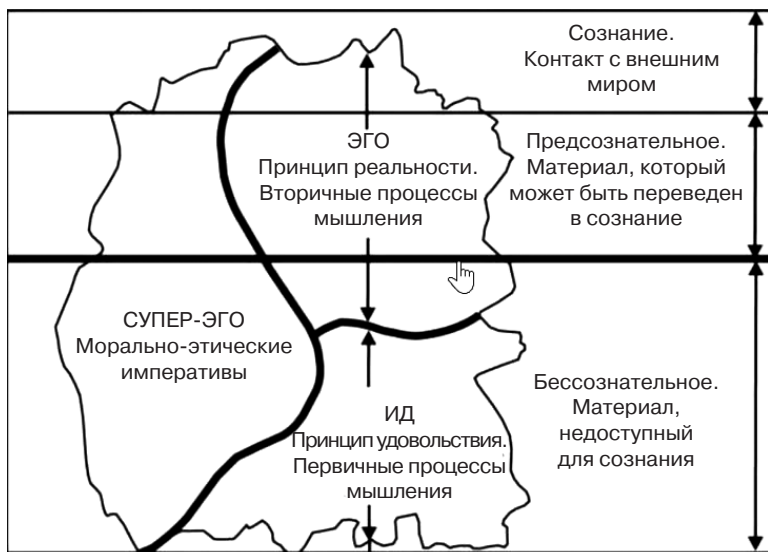 Сознание.
Контакт с внешним
миром
ЭГО
Принцип реальности.
Вторичные процессы
мышления
Предсознательное.
Материал, который
может быть переведен
в сознание
СУПЕР-ЭГО
Морально-этические
императивы
ИД
Принцип удовольствия.
Первичные процессы
мышления
Бессознательное.
Материал,
недоступный
для сознания